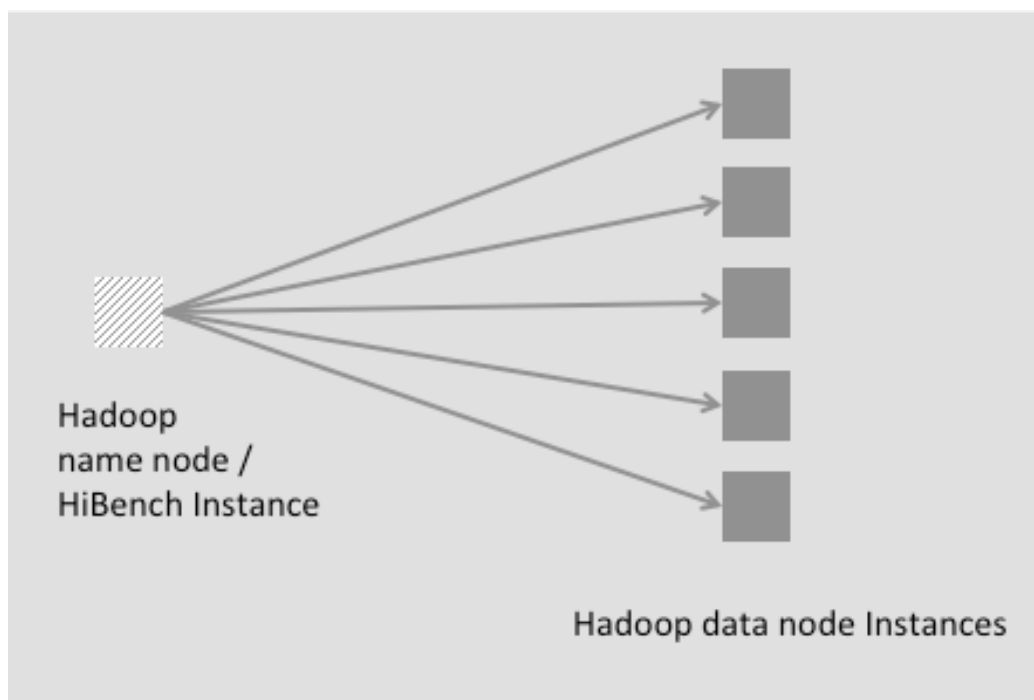 Hadoop
name node /
HiBench Instance
Hadoop data node Instances